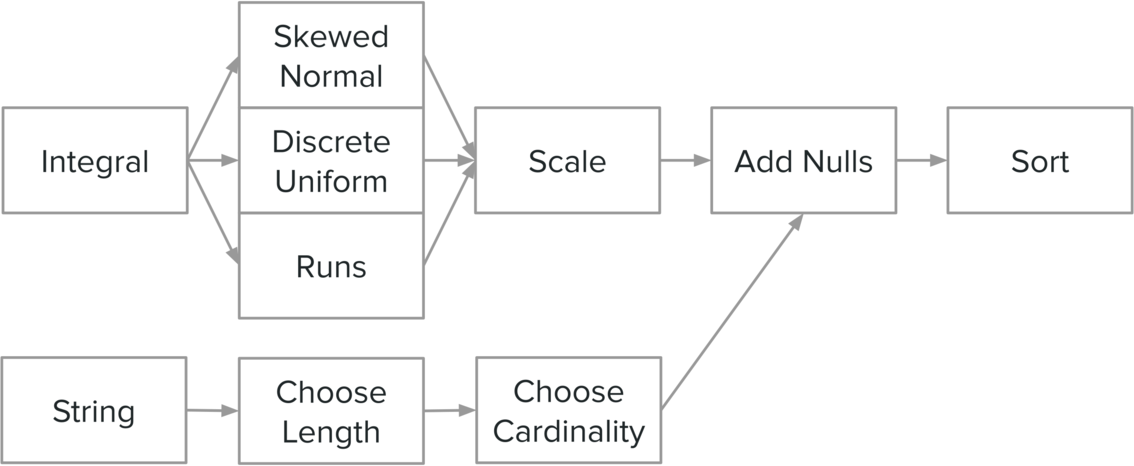 Skewed
Normal
Integral
Discrete
Uniform
Scale
Add Nulls
Sort
Runs
String
Choose
Length
Choose
Cardinality